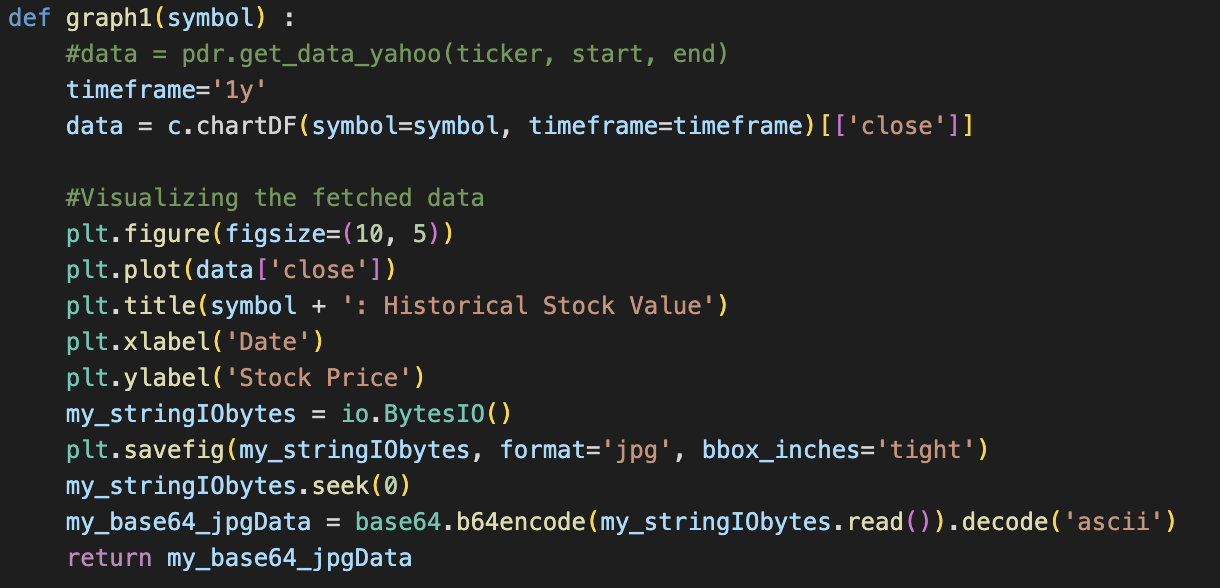 def graph1(symbol) :
    #data = pdr.get_data_yahoo(ticker, start, end)
    timeframe='1y'
    data = c.chartDF(symbol=symbol, timeframe=timeframe)[['close']]

    #Visualizing the fetched data
    plt.figure(figsize=(10, 5))
    plt.plot(data['close'])
    plt.title(symbol + ': Historical Stock Value')
    plt.xlabel('Date')
    plt.ylabel('Stock Price')
    my_stringIObytes = io.BytesIO()
    plt.savefig(my_stringIObytes, format='jpg', bbox_inches='tight')
    my_stringIObytes.seek(0)
    my_base64_jpgData = base64.b64encode(my_stringIObytes.read()).decode('ascii')
    return my_base64_jpgData